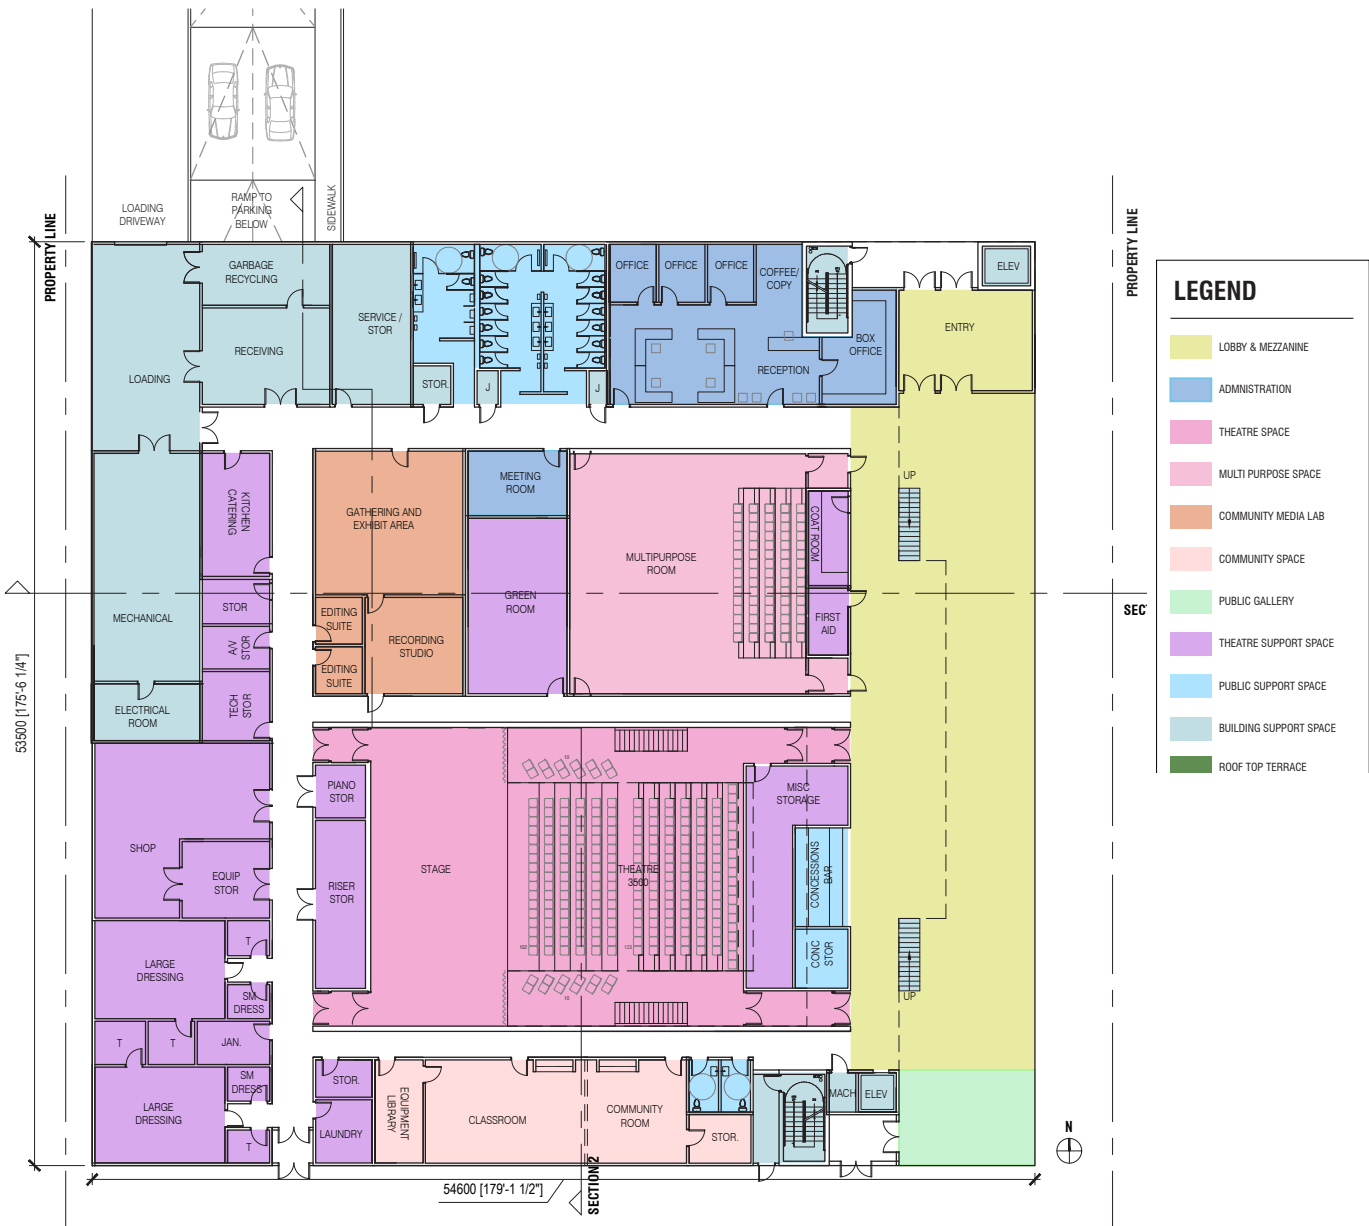 LOADING
DRIVEWAY
RAMP TO
PARKING
BELOW
SIDEWALK
PROPERTY LINE
PROPERTY LINE
GARBAGE
RECYCLING
SERVICE /
STOR
RECEIVING
LOADING
STOR.
J
J
OFFICE
OFFICE
OFFICE
COFFEE/
COPY
RECEPTION
BOX
OFFICE
ENTRY
ELEV
LEGEND
LOBBY & MEZZANINE
ADMNISTRATION
THEATRE SPACE
MULTI PURPOSE SPACE
COMMUNITY MEDIA LAB
COMMUNITY SPACE
PUBLIC GALLERY
THEATRE SUPPORT SPACE
PUBLIC SUPPORT SPACE
BUILDING SUPPORT SPACE
ROOF TOP TERRACE
KITCHEN
CATERING
GATHERING AND
EXHIBIT AREA
MEETING
ROOM
GREEN
ROOM
MULTIPURPOSE
ROOM
COAT ROOM
FIRST
AID
UP
SEC
MECHANICAL
STOR
A/V
STOR
TECH
STOR
EDITING
SUITE
EDITING
SUITE
RECORDING
STUDIO
ELECTRICAL
ROOM
53500 [175'-6 1/4"]
PIANO
STOR
RISER
STOR
STAGE
THEATRE
3500
10
102
123
10
MISC
STORAGE
CONCESSIONS
BAR
CONC
STOR
UP
SHOP
EQUIP
STOR
LARGE
DRESSING
T
SM
DRESS
T
T
JAN.
SM
DRESS
LARGE
DRESSING
T
STOR.
LAUNDRY
EQUIPMENT
LIBRARY
CLASSROOM
COMMUNITY
ROOM
STOR.
MACH
ELEV
N
54600 [179'-1 1/2"]
SECTION 2